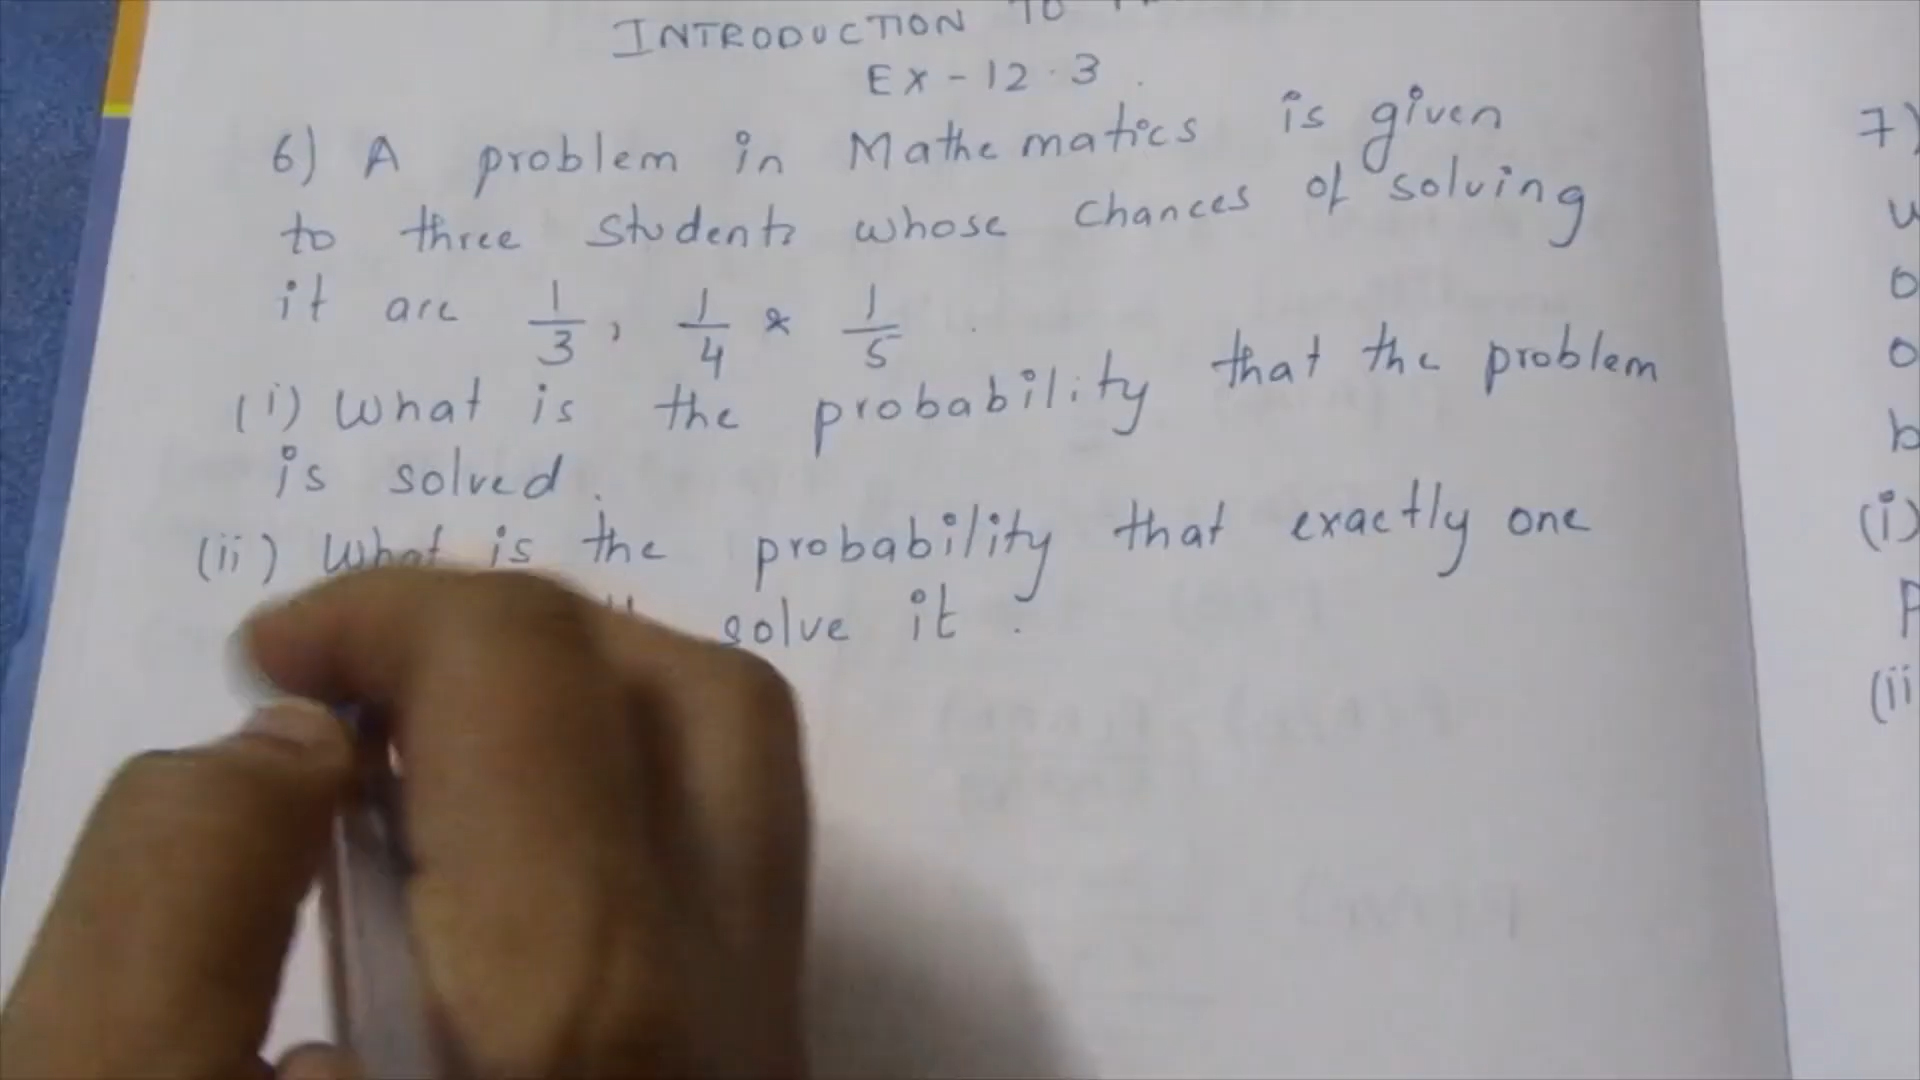 INTRODUCTION TO
EX-12.3
6) A problem in Mathematics is given
to three students whose chances of solving
it are 1/3, 1/4 & 1/5.
(i) What is the probability that the problem
is solved.
(ii) What is the probability that exactly one
solve it.
7)
(i)
(ii